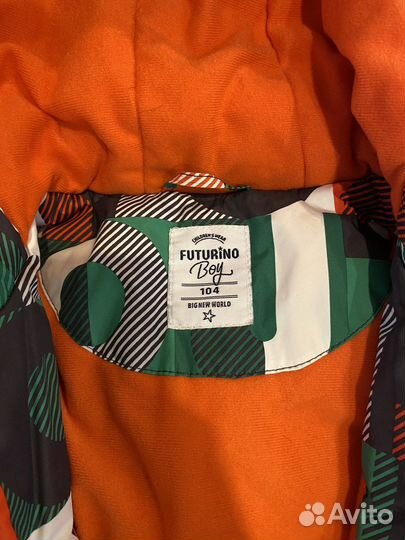 CHILDREN'S WEAR
FUTURiNO
Boy
104
BIG NEW WORLD
Avito